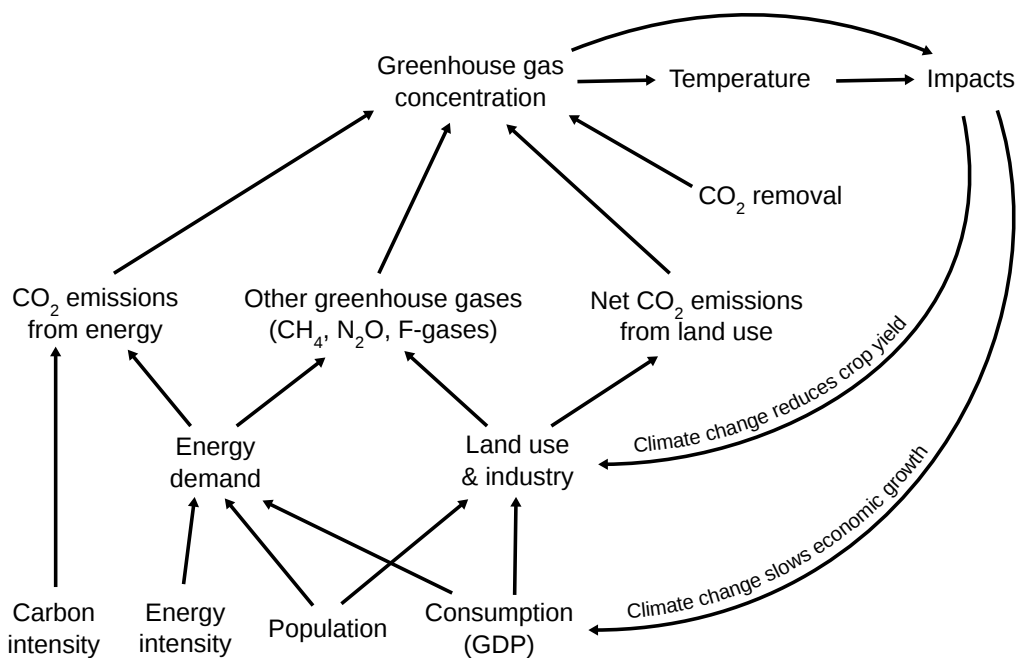 Greenhouse gas
concentration
Temperature
Impacts
CO₂ removal
CO₂ emissions
from energy
Other greenhouse gases
(CH₄, N₂O, F-gases)
Net CO₂ emissions
from land use
Climate change reduces crop yield
Energy
demand
Land use
& industry
Climate change slows economic growth
Carbon
intensity
Energy
intensity
Population
Consumption
(GDP)